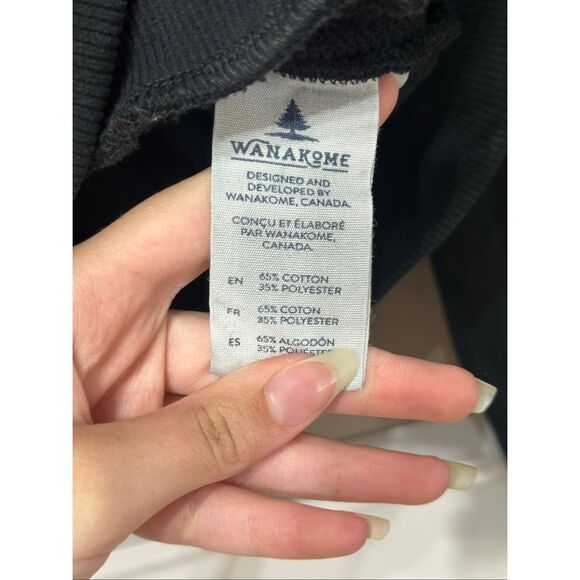 WANAKOME
DESIGNED AND
DEVELOPED BY
WANAKOME, CANADA.
CONÇU ET ÉLABORÉ
PAR WANAKOME,
CANADA.
EN 65% COTTON
35% POLYESTER
FR 65% COTON
35% POLYESTER
ES 65% ALGODÓN
35%